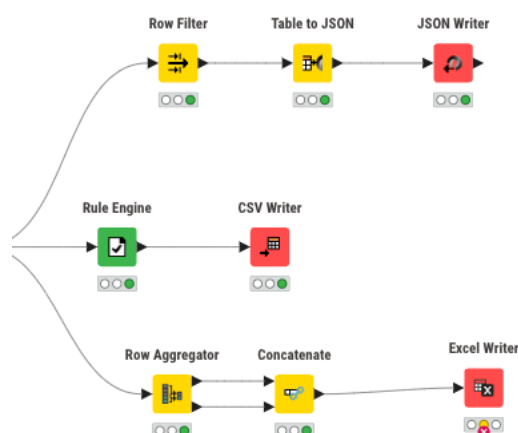 Row Filter
Table to JSON
JSON Writer
Rule Engine
CSV Writer
Row Aggregator
Concatenate
Excel Writer